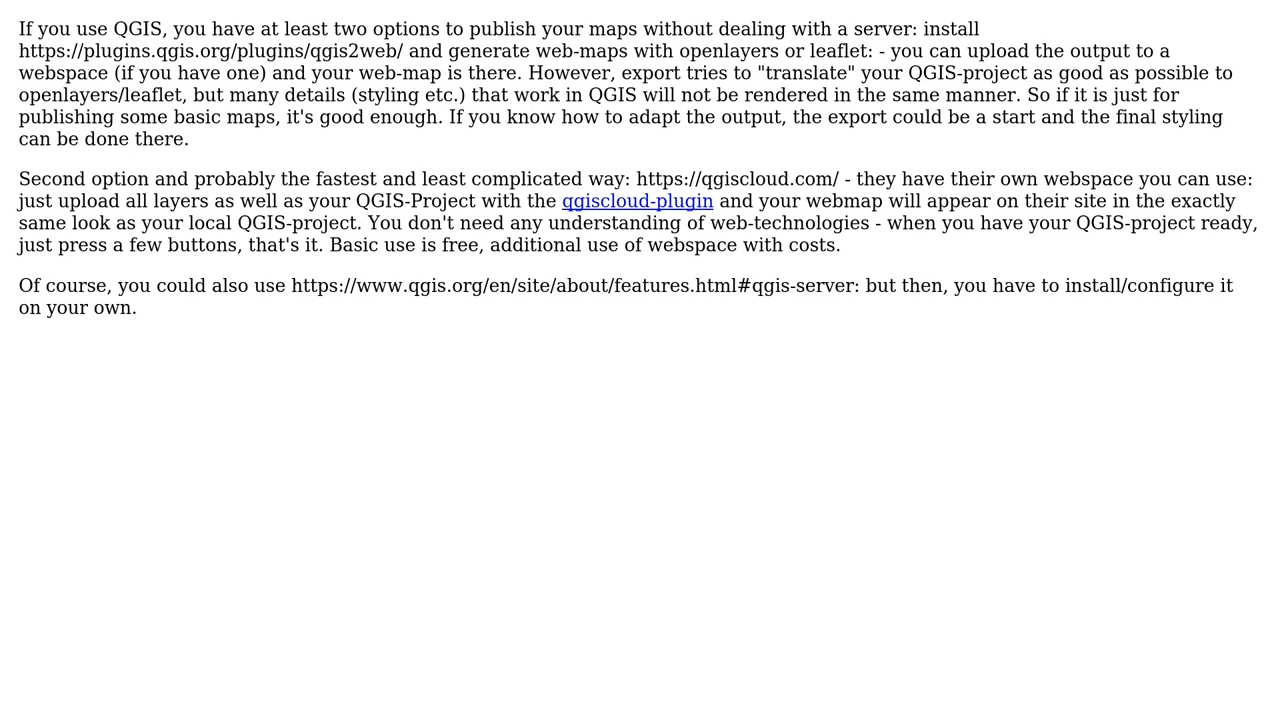 If you use QGIS, you have at least two options to publish your maps without dealing with a server: install
https://plugins.qgis.org/plugins/qgis2web/ and generate web-maps with openlayers or leaflet: - you can upload the output to a
webspace (if you have one) and your web-map is there. However, export tries to "translate" your QGIS-project as good as possible to
openlayers/leaflet, but many details (styling etc.) that work in QGIS will not be rendered in the same manner. So if it is just for
publishing some basic maps, it's good enough. If you know how to adapt the output, the export could be a start and the final styling
can be done there.
Second option and probably the fastest and least complicated way: https://qgiscloud.com/ - they have their own webspace you can use:
just upload all layers as well as your QGIS-Project with the qgiscloud-plugin and your webmap will appear on their site in the exactly
same look as your local QGIS-project. You don't need any understanding of web-technologies - when you have your QGIS-project ready,
just press a few buttons, that's it. Basic use is free, additional use of webspace with costs.
Of course, you could also use https://www.qgis.org/en/site/about/features.html#qgis-server: but then, you have to install/configure it
on your own.